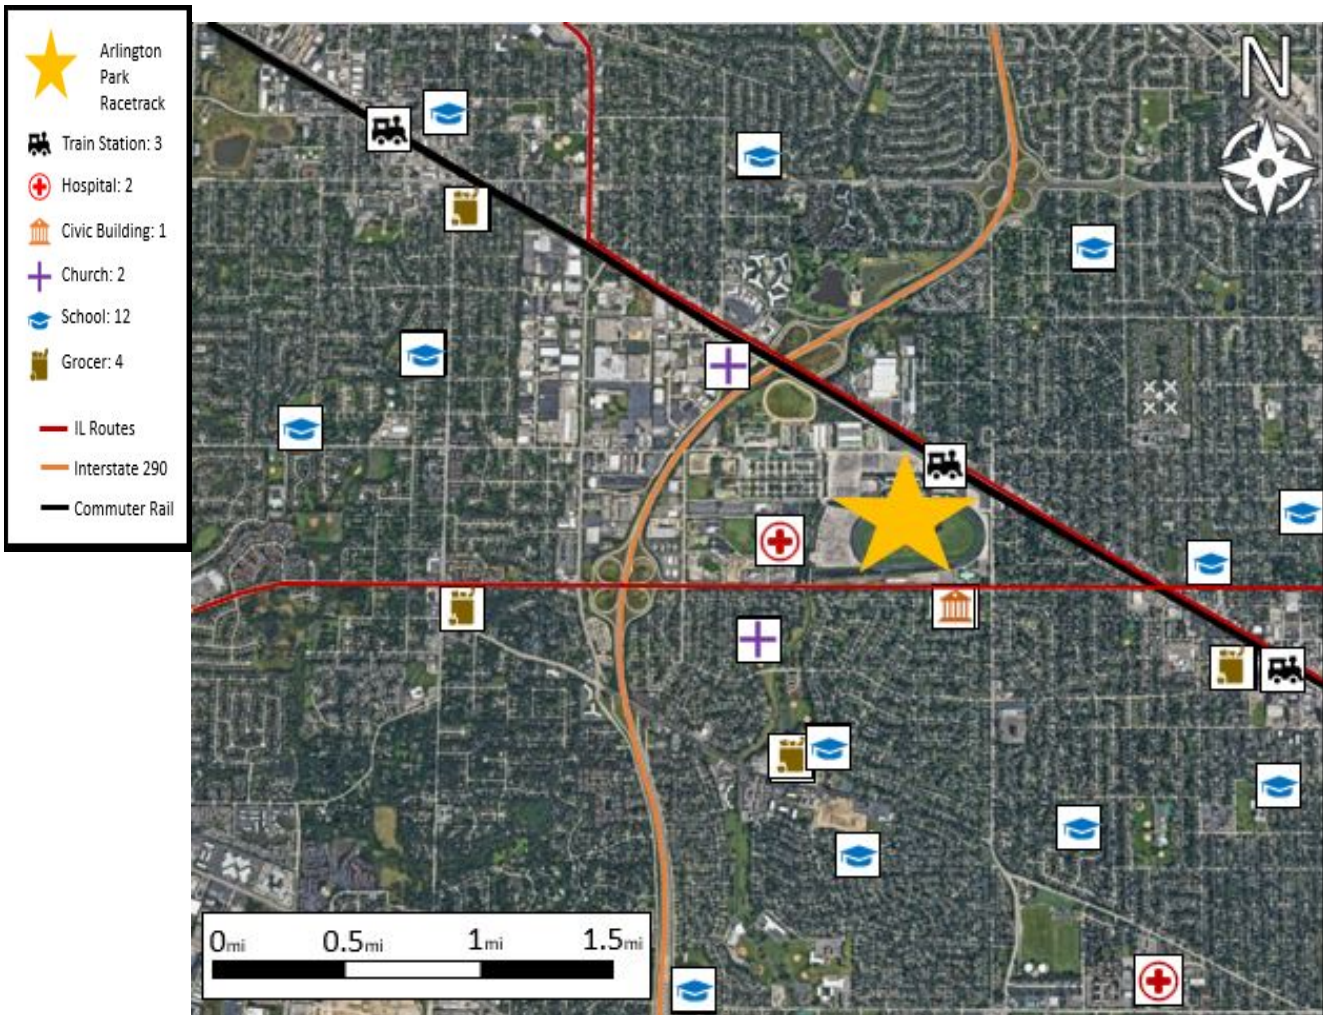 Arlington
Park
Racetrack
Train Station: 3
Hospital: 2
Civic Building: 1
Church: 2
School: 12
Grocer: 4
IL Routes
Interstate 290
Commuter Rail
N
0mi 0.5mi 1mi 1.5mi